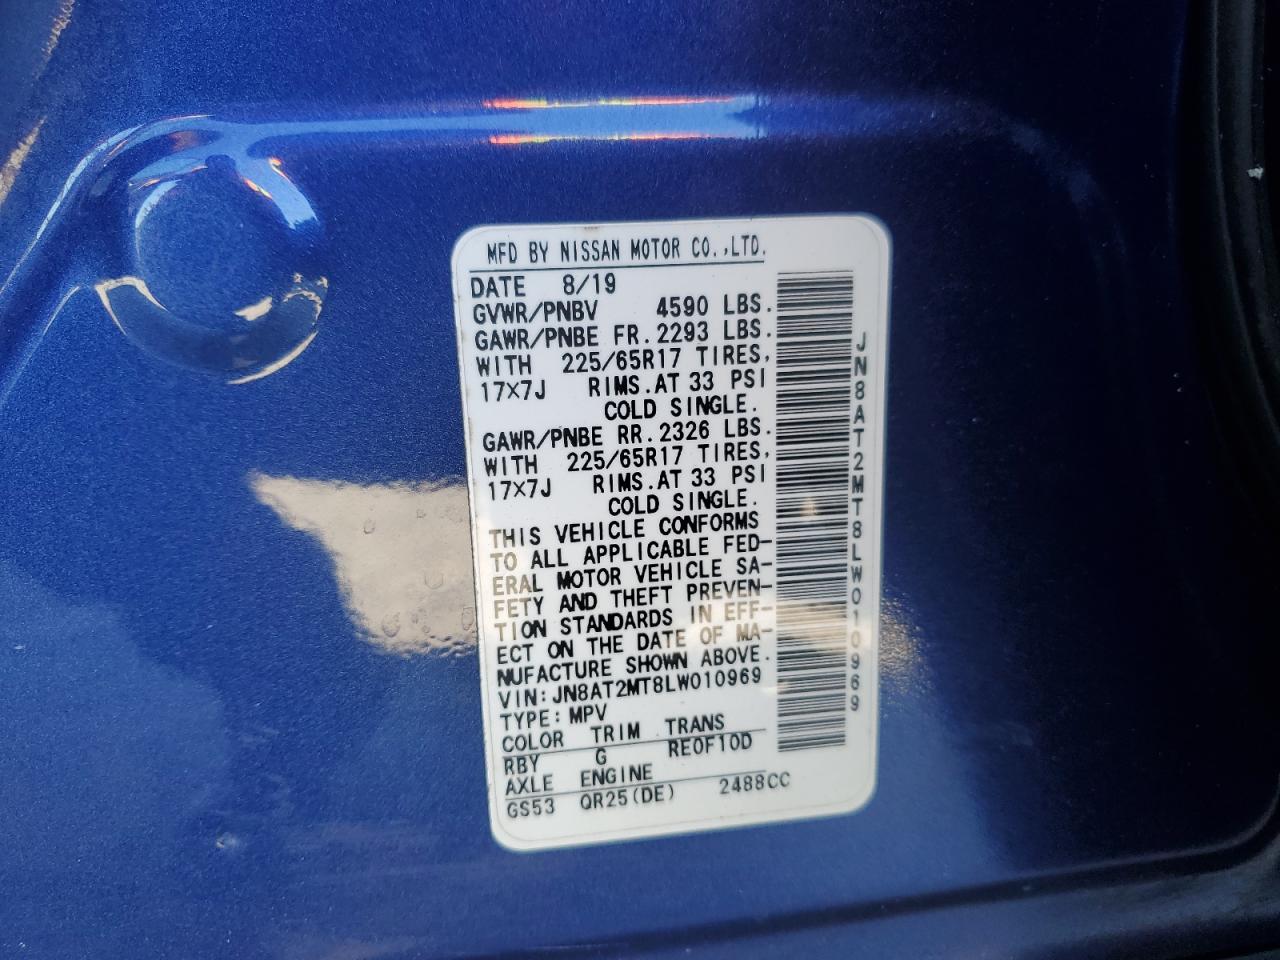 MFD BY NISSAN MOTOR CO.,LTD.
DATE 8/19
GVWR/PNBV 4590 LBS.
GAWR/PNBE FR.2293 LBS.
WITH 225/65R17 TIRES,
17×7J RIMS.AT 33 PSI
COLD SINGLE.
GAWR/PNBE RR.2326 LBS.
WITH 225/65R17 TIRES,
17×7J RIMS.AT 33 PSI
COLD SINGLE.
THIS VEHICLE CONFORMS
TO ALL APPLICABLE FED-
ERAL MOTOR VEHICLE SA-
FETY AND THEFT PREVEN-
TION STANDARDS IN EFF-
ECT ON THE DATE OF MA-
NUFACTURE SHOWN ABOVE.
VIN:JN8AT2MT8LW010969
TYPE:MPV
COLOR TRIM TRANS
RBY G RE0F10D
AXLE ENGINE
GS53 QR25(DE) 2488CC
JN8AT2MT8LW010969